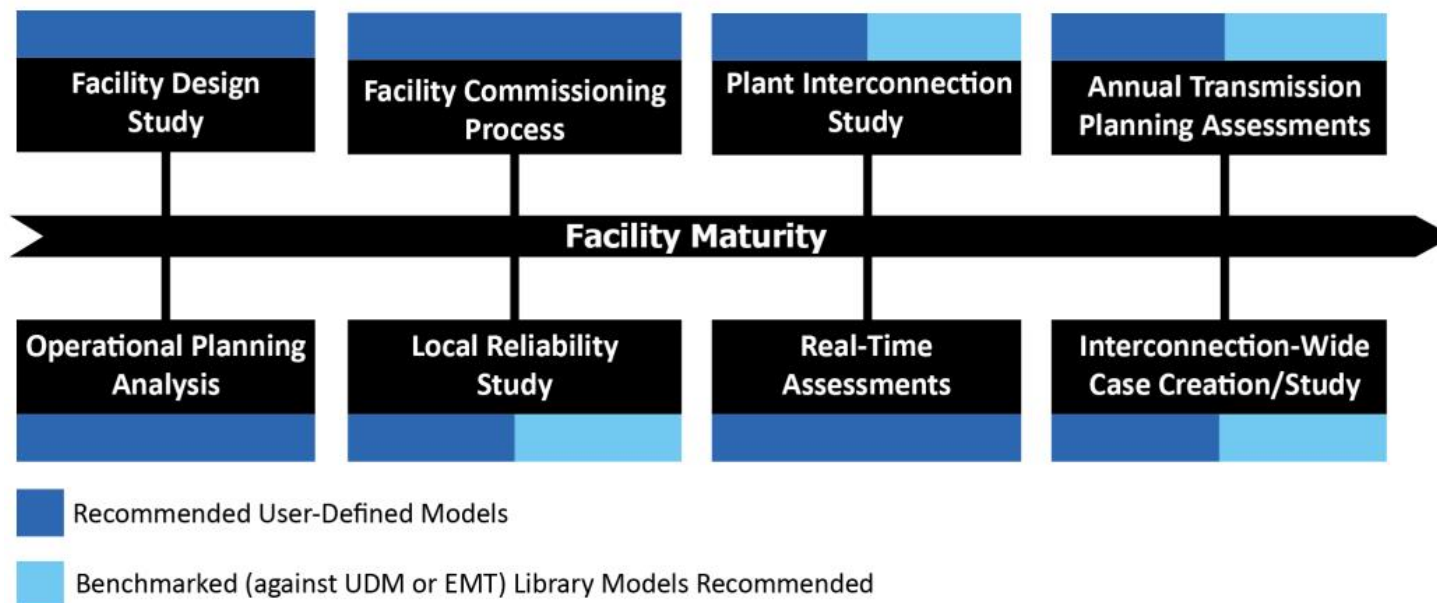 Facility Design
Study
Facility Commissioning
Process
Plant Interconnection
Study
Annual Transmission
Planning Assessments
Facility Maturity
Operational Planning
Analysis
Local Reliability
Study
Real-Time
Assessments
Interconnection-Wide
Case Creation/Study
Recommended User-Defined Models
Benchmarked (against UDM or EMT) Library Models Recommended